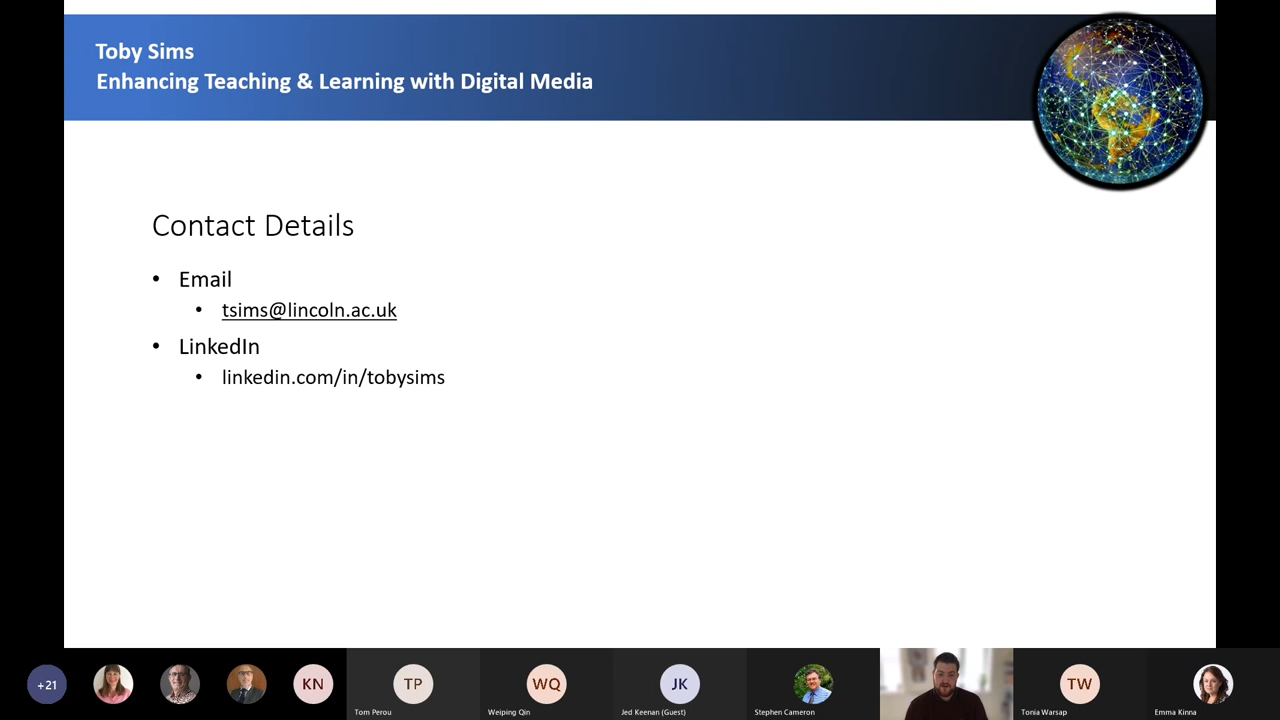 Toby Sims
Enhancing Teaching & Learning with Digital Media
Contact Details
• Email
• tsims@lincoln.ac.uk
• LinkedIn
• linkedin.com/in/tobysims
+21
KN
TP
WQ
JK
TW
Tom Perou
Weiping Qin
Jed Keenan (Guest)
Stephen Cameron
Tonia Warsap
Emma Kinna